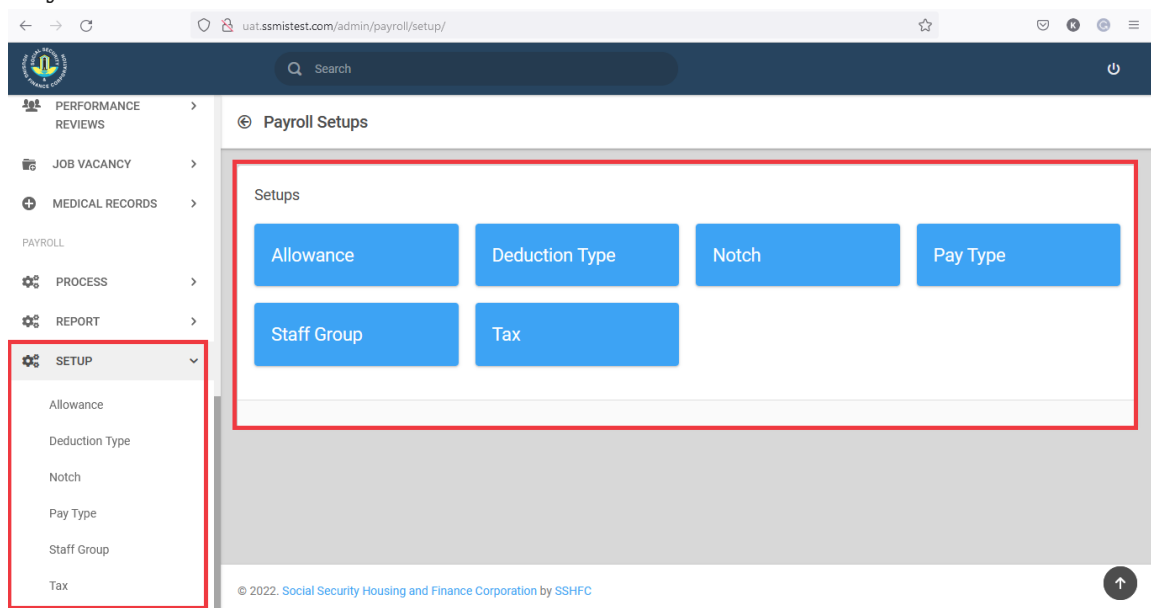 uat.ssmistest.com/admin/payroll/setup/
K
Search
PERFORMANCE
REVIEWS
JOB VACANCY
MEDICAL RECORDS
PAYROLL
PROCESS
REPORT
SETUP
Allowance
Deduction Type
Notch
Pay Type
Staff Group
Tax
Payroll Setups
Setups
Allowance
Deduction Type
Notch
Pay Type
Staff Group
Tax
© 2022. Social Security Housing and Finance Corporation by SSHFC